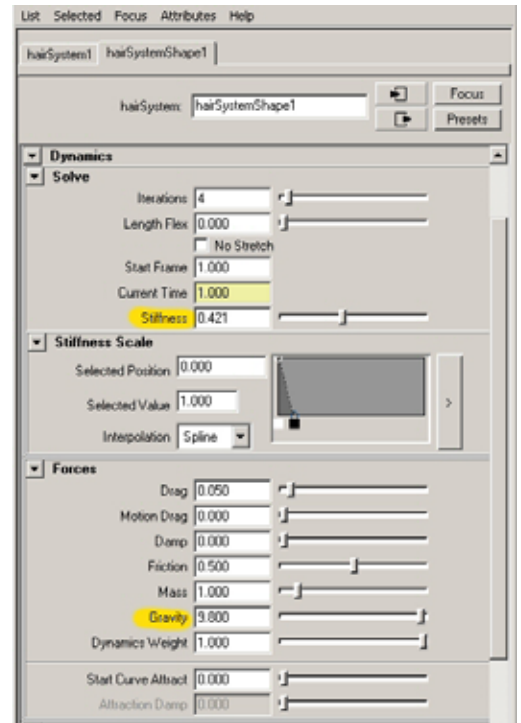 List Selected Focus Attributes Help
hairSystem1 hairSystemShape1
hairSystem: hairSystemShape1
Focus
Presets
Dynamics
Solve
Iterations 4
Length Flex 0.000
No Stretch
Start Frame 1.000
Current Time 1.000
Stiffness 0.421
Stiffness Scale
Selected Position 0.000
Selected Value 1.000
Interpolation Spline
>
Forces
Drag 0.050
Motion Drag 0.000
Damp 0.000
Friction 0.500
Mass 1.000
Gravity 9.800
Dynamics Weight 1.000
Start Curve Attract 0.000
Attraction Damp 0.000